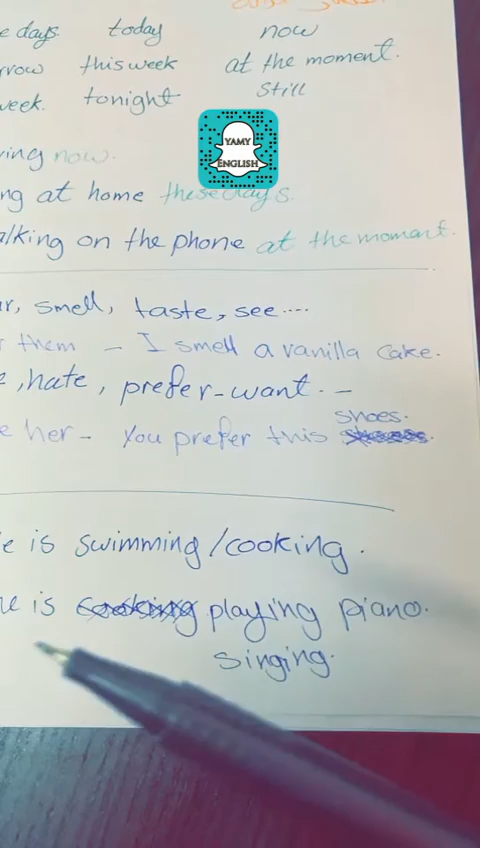 e days. today now
rrow this week at the moment.
week. tonight still
YAMY
ENGLISH
ing now.
ng at home these days.
alking on the phone at the moment.
r, smell, taste, see....
them - I smell a vanilla cake.
e, hate, prefer-want. -
shoes.
e her - You prefer this
e is swimming/cooking.
e is playing piano.
singing.